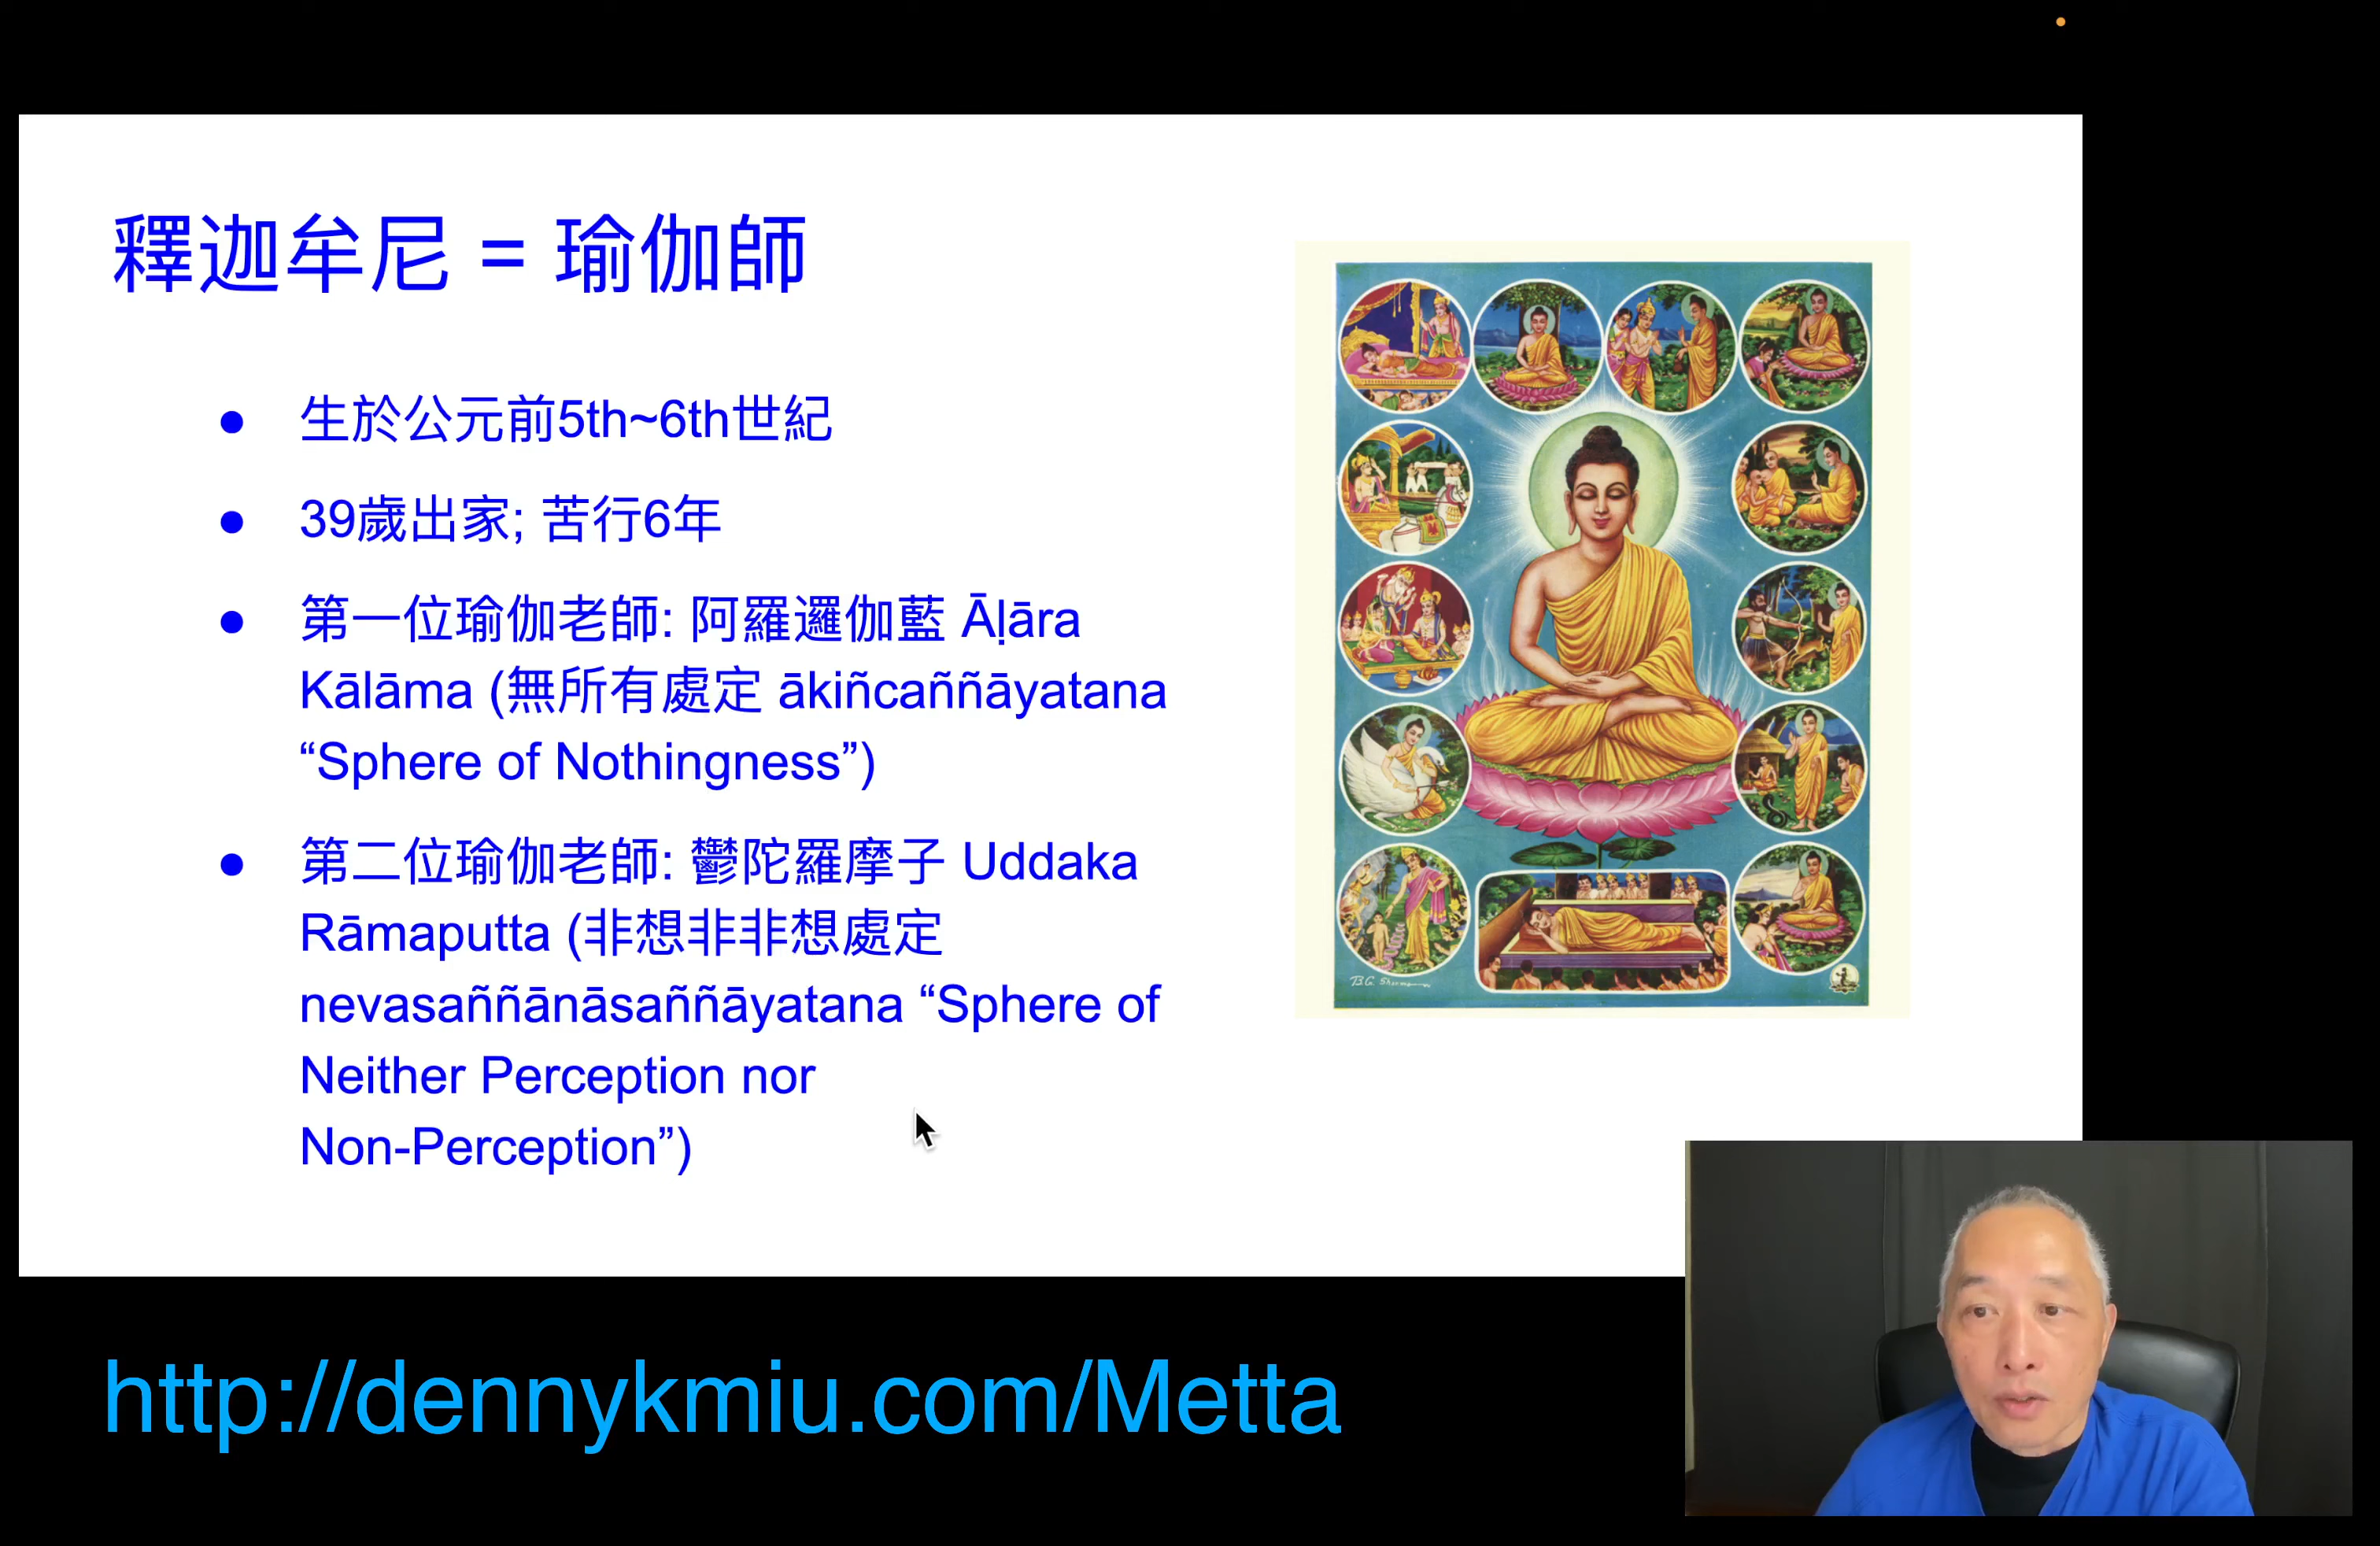 釋迦牟尼 = 瑜伽師
● 生於公元前5th~6th世紀
● 39歲出家; 苦行6年
● 第一位瑜伽老師: 阿羅邏伽藍 Āḷāra
Kālāma (無所有處定 ākiñcaññāyatana
“Sphere of Nothingness”)
● 第二位瑜伽老師: 鬱陀羅摩子 Uddaka
Rāmaputta (非想非非想處定
nevasaññānāsaññāyatana “Sphere of
Neither Perception nor
Non-Perception”)
http://dennykmiu.com/Metta